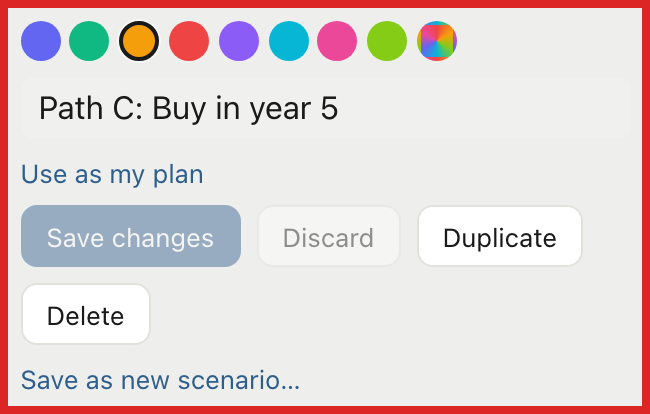 Path C: Buy in year 5
Use as my plan
Save changes
Discard
Duplicate
Delete
Save as new scenario...